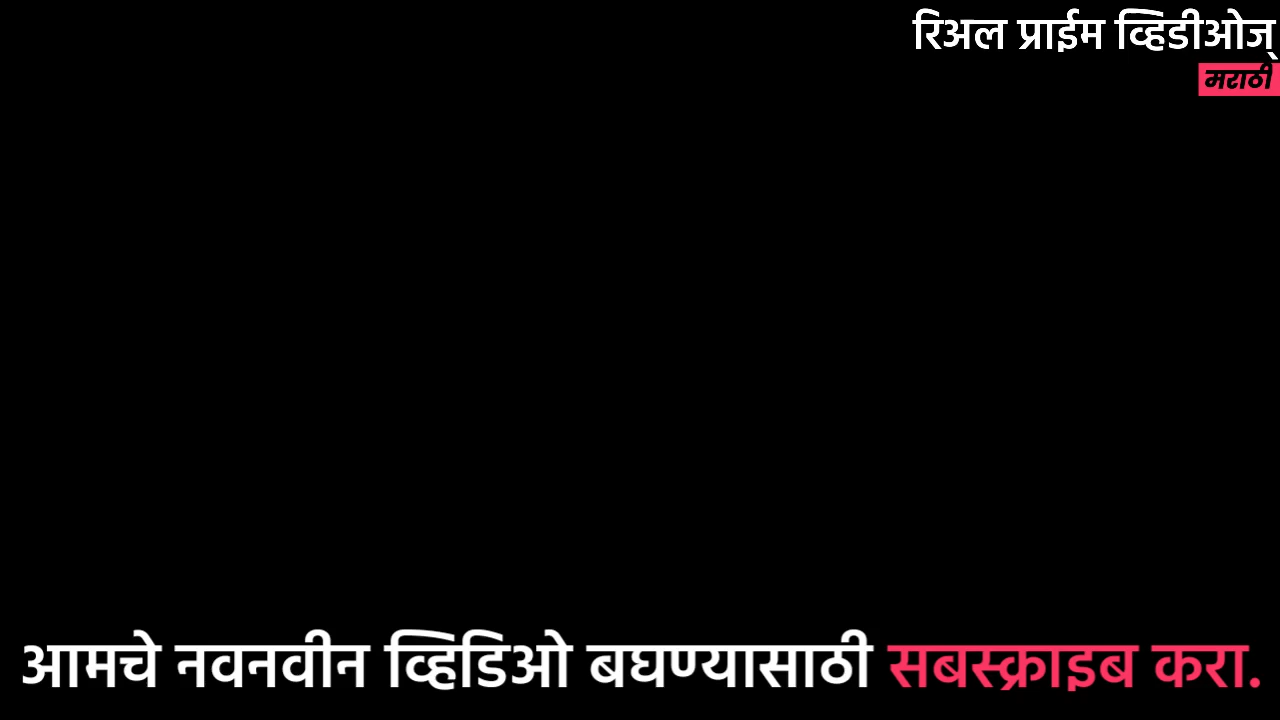 रिअल प्राईम व्हिडीओज्
मराठी
आमचे नवनवीन व्हिडिओ बघण्यासाठी सबस्क्राइब करा.